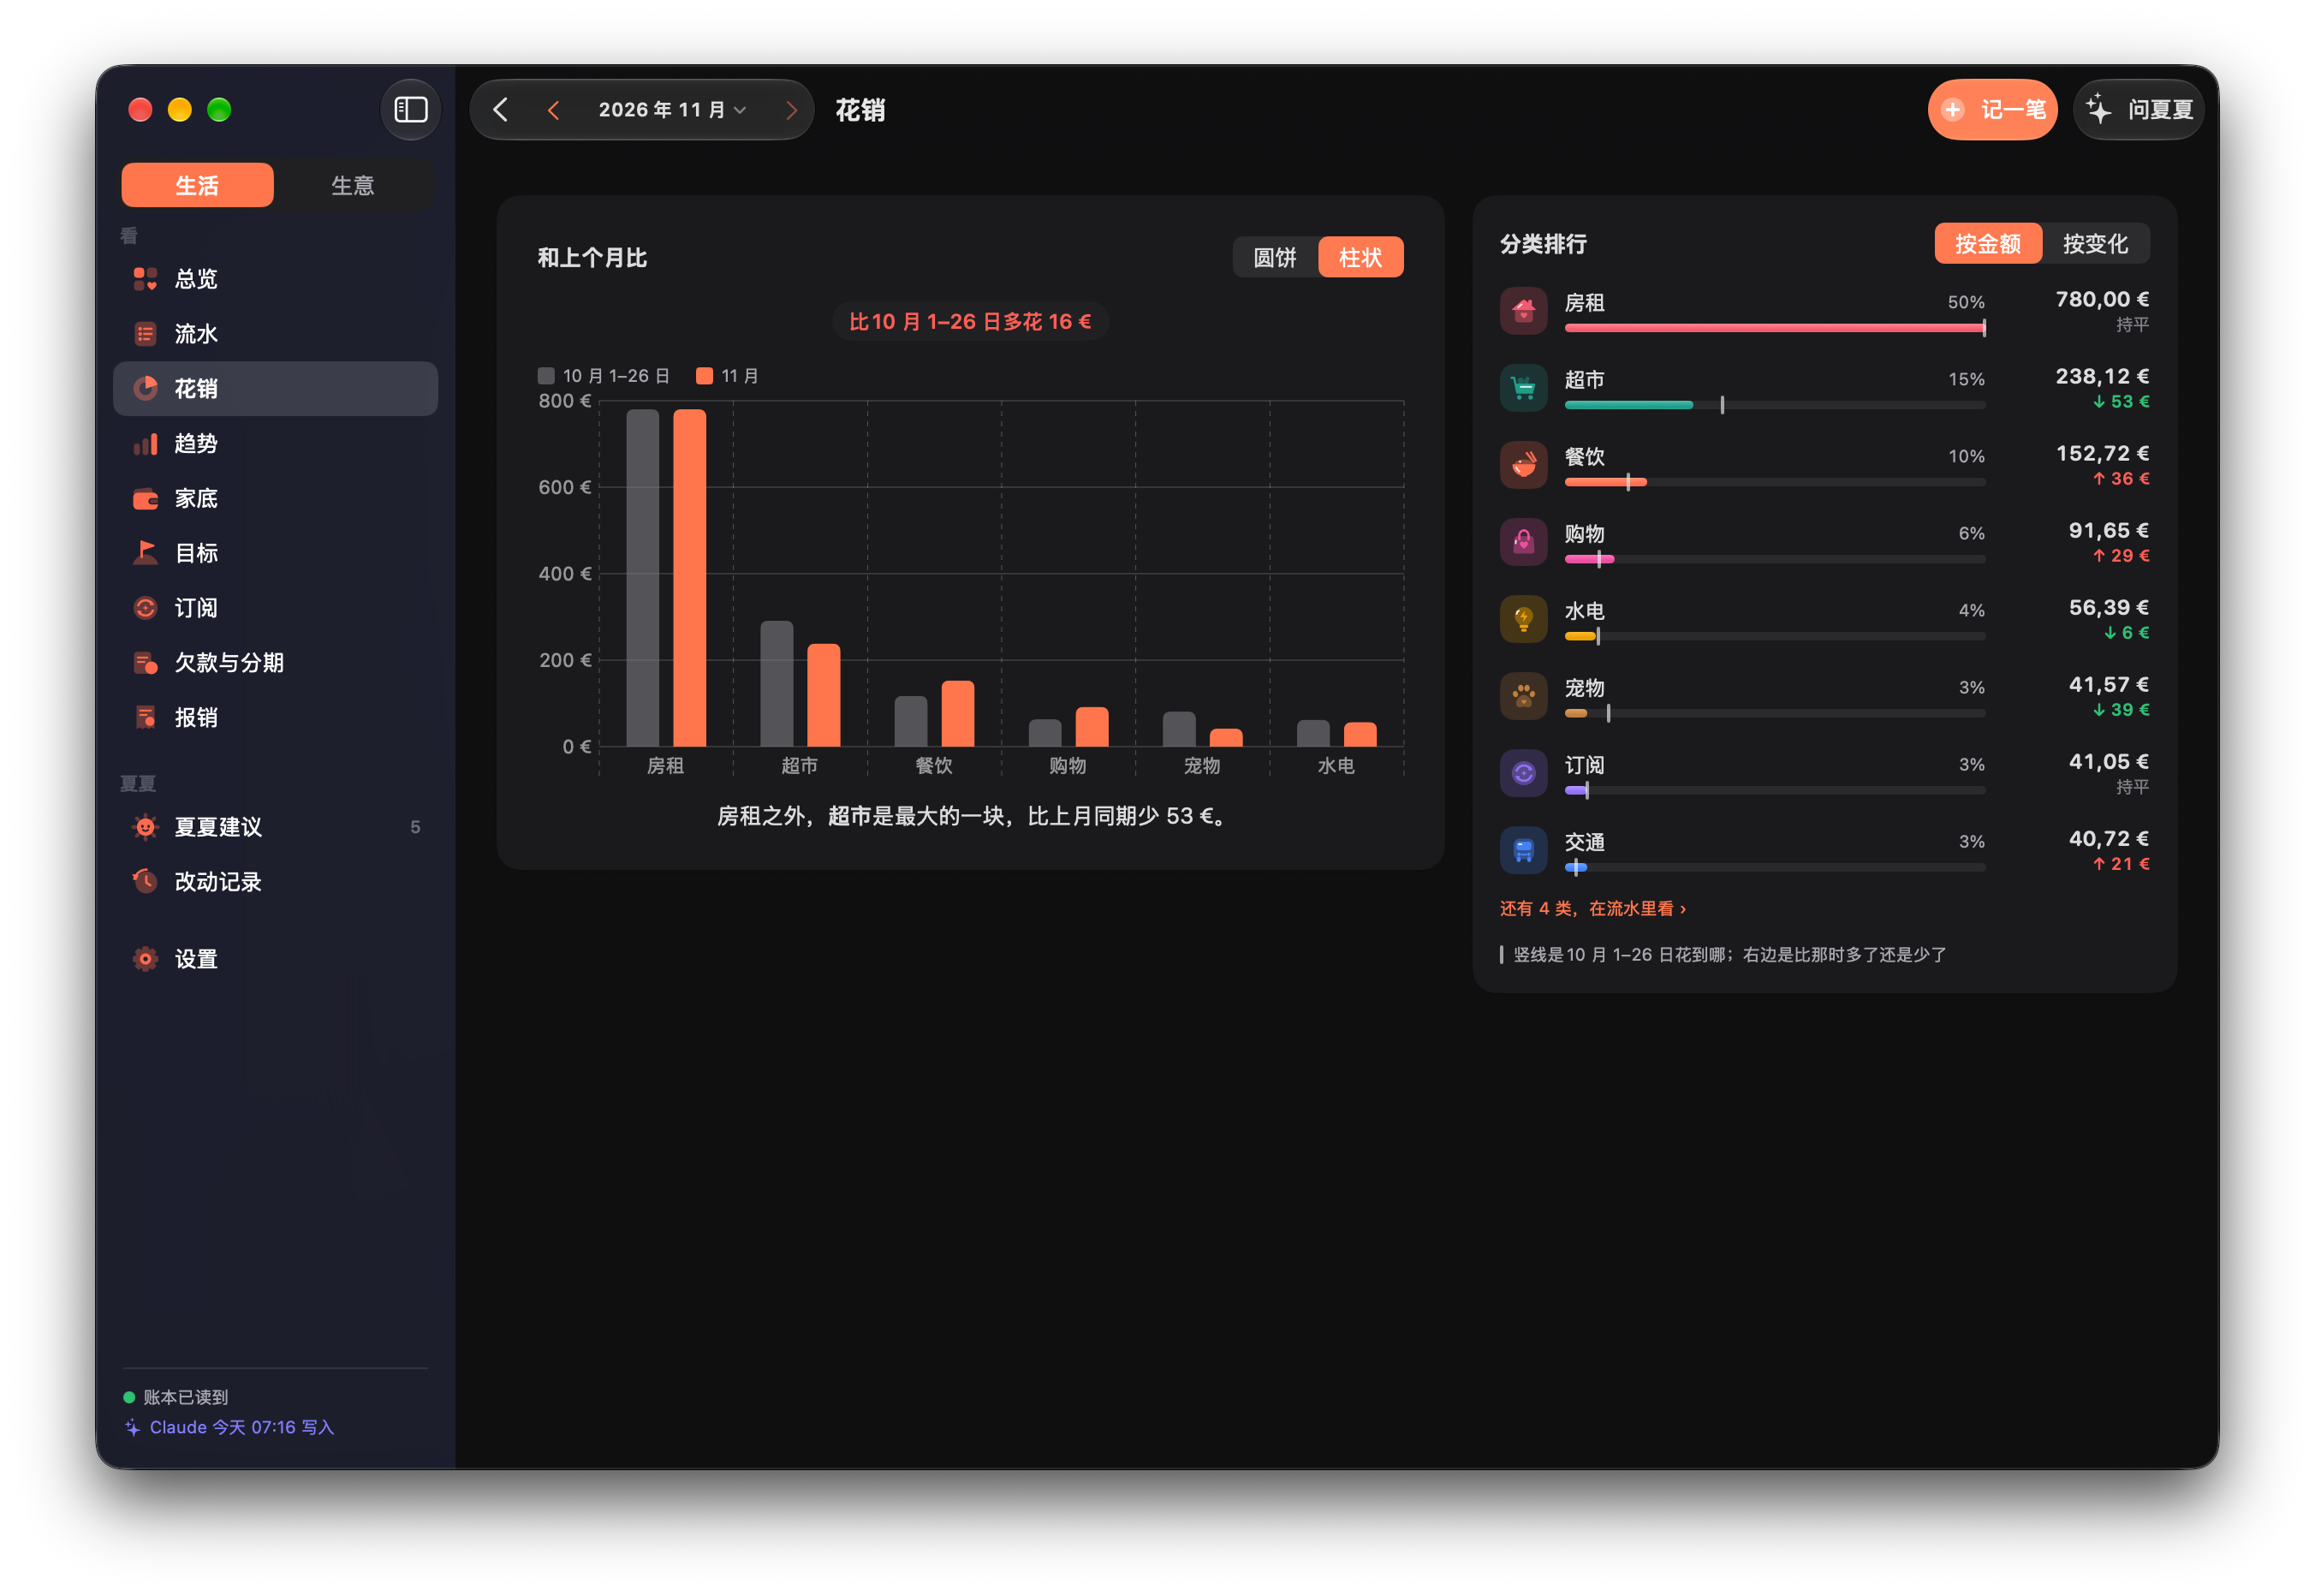 2026 年 11 月
花销
记一笔
问夏夏
生活
生意
看
总览
流水
花销
趋势
家底
目标
订阅
欠款与分期
报销
夏夏
夏夏建议
5
改动记录
设置
账本已读到
Claude 今天 07:16 写入
和上个月比
圆饼
柱状
比10 月 1–26 日多花 16 €
10 月 1–26 日
11 月
800 €
600 €
400 €
200 €
0 €
房租
超市
餐饮
购物
宠物
水电
房租之外，超市是最大的一块，比上月同期少 53 €。
分类排行
按金额
按变化
房租
50%
780,00 €
持平
超市
15%
238,12 €
↓ 53 €
餐饮
10%
152,72 €
↑ 36 €
购物
6%
91,65 €
↑ 29 €
水电
4%
56,39 €
↓ 6 €
宠物
3%
41,57 €
↓ 39 €
订阅
3%
41,05 €
持平
交通
3%
40,72 €
↑ 21 €
还有 4 类，在流水里看 ›
竖线是10 月 1–26 日花到哪；右边是比那时多了还是少了